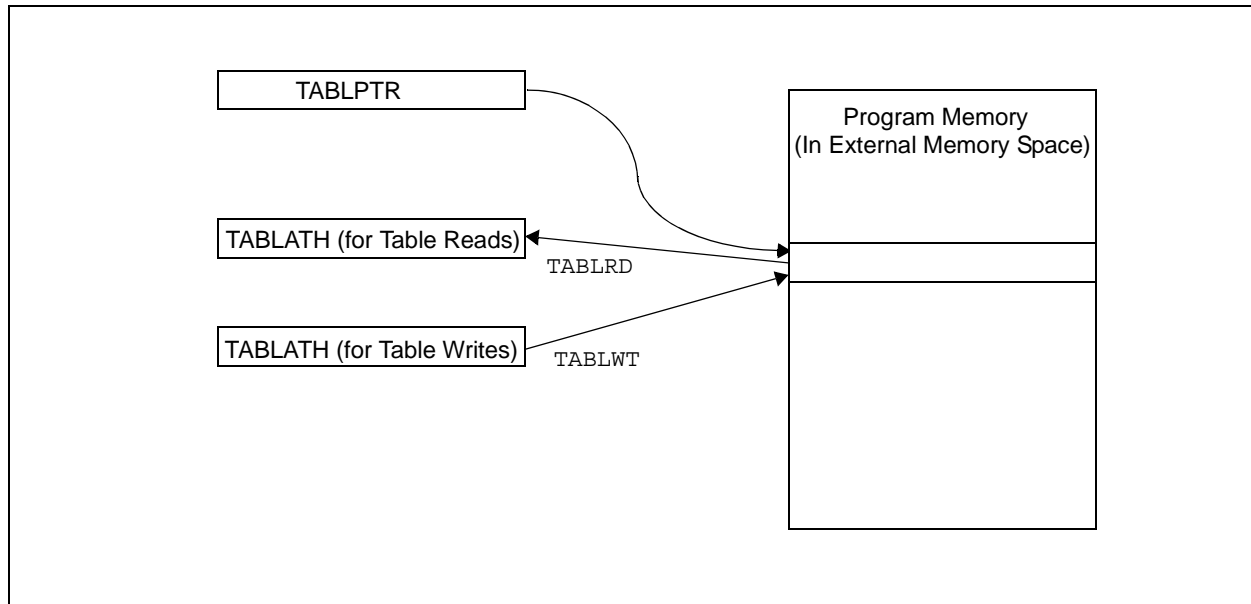 TABLPTR
Program Memory
(In External Memory Space)
TABLATH (for Table Reads)
TABLRD
TABLATH (for Table Writes)
TABLWT